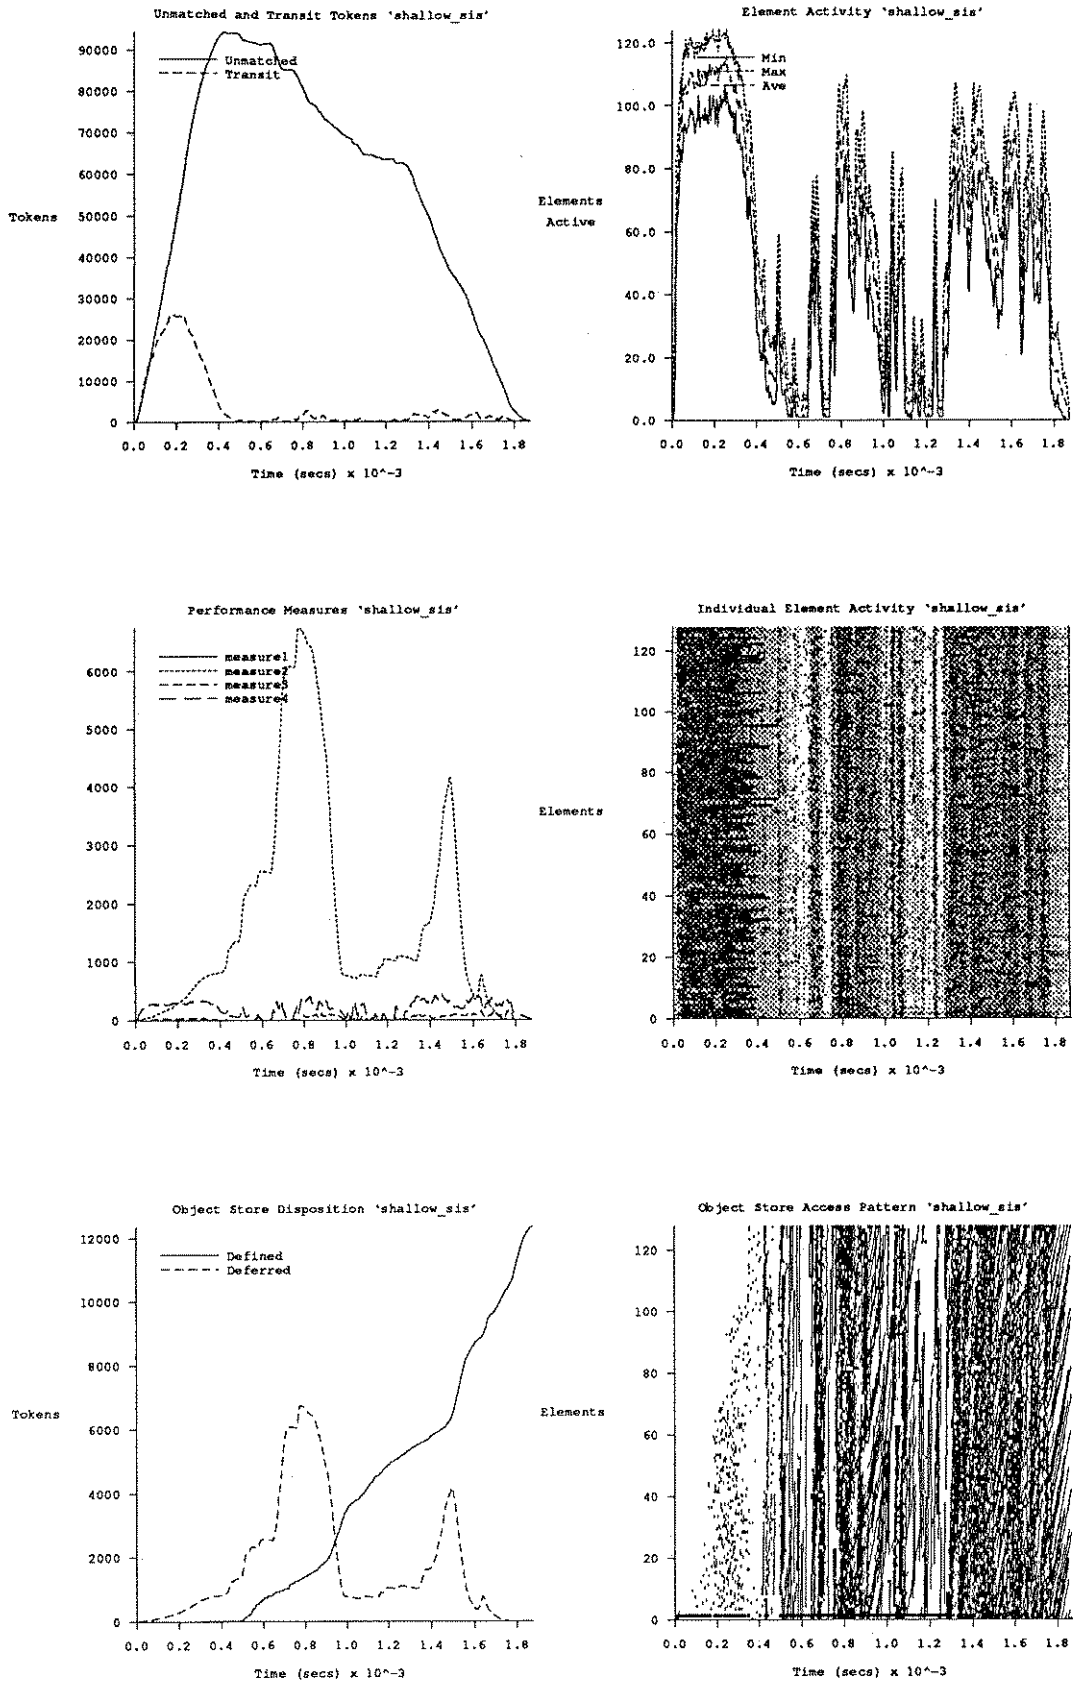 Unmatched and Transit Tokens `shallow_sis'
90000
80000
70000
60000
50000
40000
30000
20000
10000
0
Unmatched
Transit
Tokens
0.0 0.2 0.4 0.6 0.8 1.0 1.2 1.4 1.6 1.8
Time (secs) x 10^-3
Element Activity `shallow_sis'
120.0
100.0
80.0
60.0
40.0
20.0
0.0
Min
Max
Ave
Elements
Active
0.0 0.2 0.4 0.6 0.8 1.0 1.2 1.4 1.6 1.8
Time (secs) x 10^-3
Performance Measures `shallow_sis'
6000
5000
4000
3000
2000
1000
0
measure1
measure2
measure3
measure4
0.0 0.2 0.4 0.6 0.8 1.0 1.2 1.4 1.6 1.8
Time (secs) x 10^-3
Individual Element Activity `shallow_sis'
120
100
80
60
40
20
0
Elements
0.0 0.2 0.4 0.6 0.8 1.0 1.2 1.4 1.6 1.8
Time (secs) x 10^-3
Object Store Disposition `shallow_sis'
12000
10000
8000
6000
4000
2000
0
Defined
Deferred
Tokens
0.0 0.2 0.4 0.6 0.8 1.0 1.2 1.4 1.6 1.8
Time (secs) x 10^-3
Object Store Access Pattern `shallow_sis'
120
100
80
60
40
20
0
Elements
0.0 0.2 0.4 0.6 0.8 1.0 1.2 1.4 1.6 1.8
Time (secs) x 10^-3